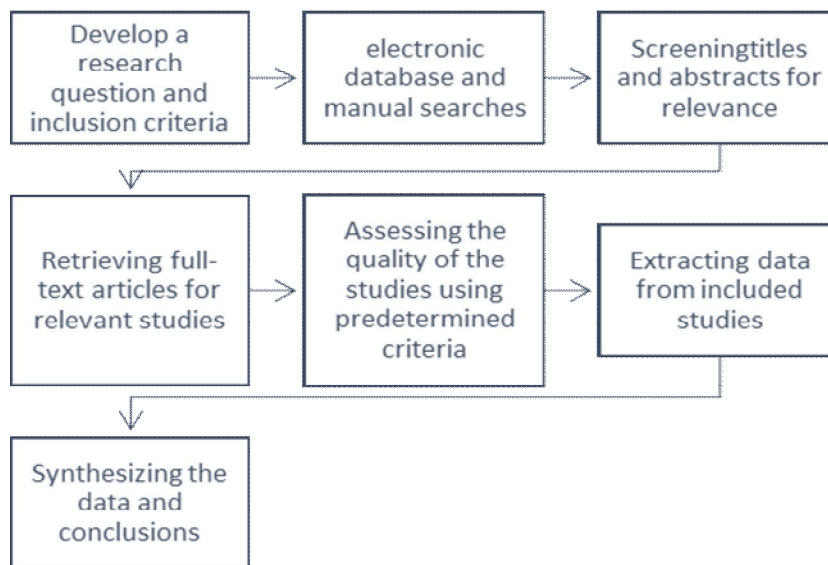 Develop a
research
question and
inclusion criteria
electronic
database and
manual searches
Screeningtitles
and abstracts for
relevance
Retrieving full-
text articles for
relevant studies
Assessing the
quality of the
studies using
predetermined
criteria
Extracting data
from included
studies
Synthesizing the
data and
conclusions